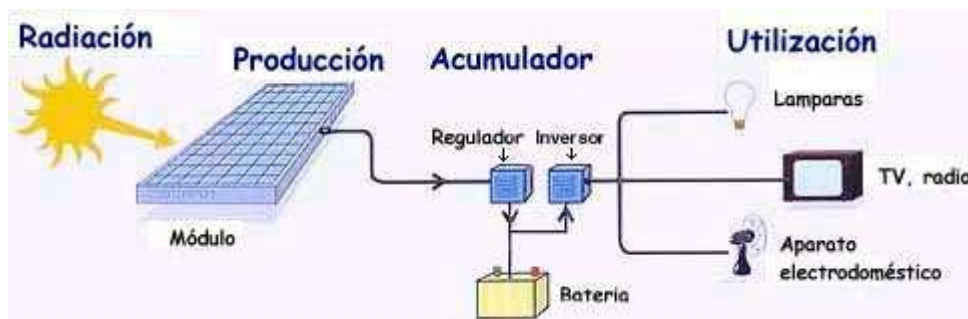 Radiación
Producción
Acumulador
Utilización
Regulador
Inversor
Lamparas
TV, radio
Módulo
Bateria
Aparato
electrodoméstico